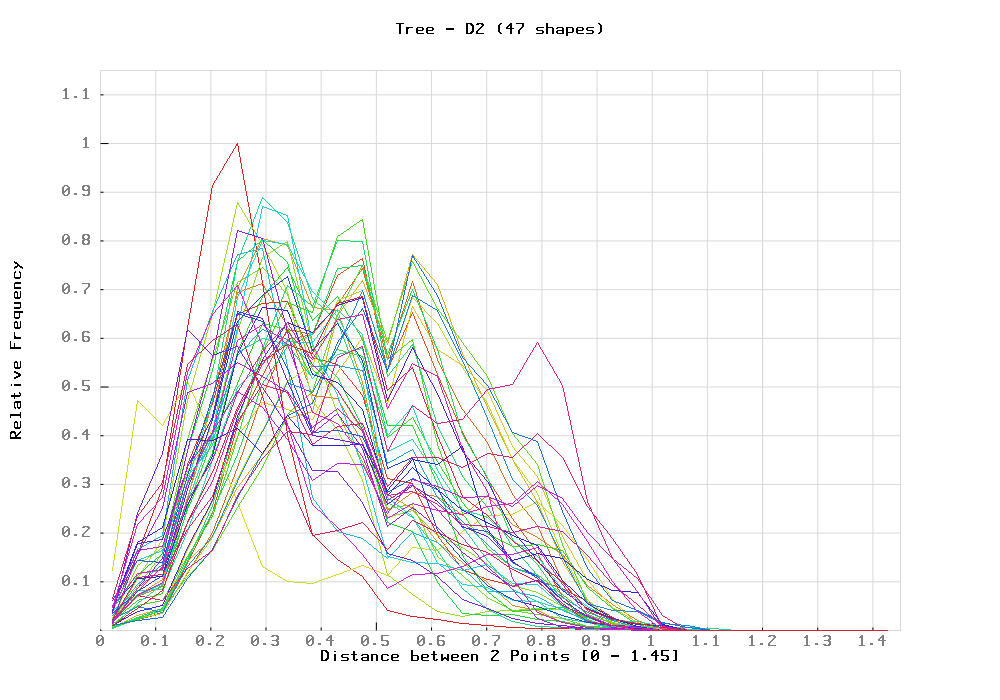 Tree - D2 (47 shapes)
1.1
1
0.9
0.8
0.7
0.6
0.5
0.4
0.3
0.2
0.1
Relative Frequency
0 0.1 0.2 0.3 0.4 0.5 0.6 0.7 0.8 0.9 1 1.1 1.2 1.3 1.4
Distance between 2 Points [0 - 1.45]